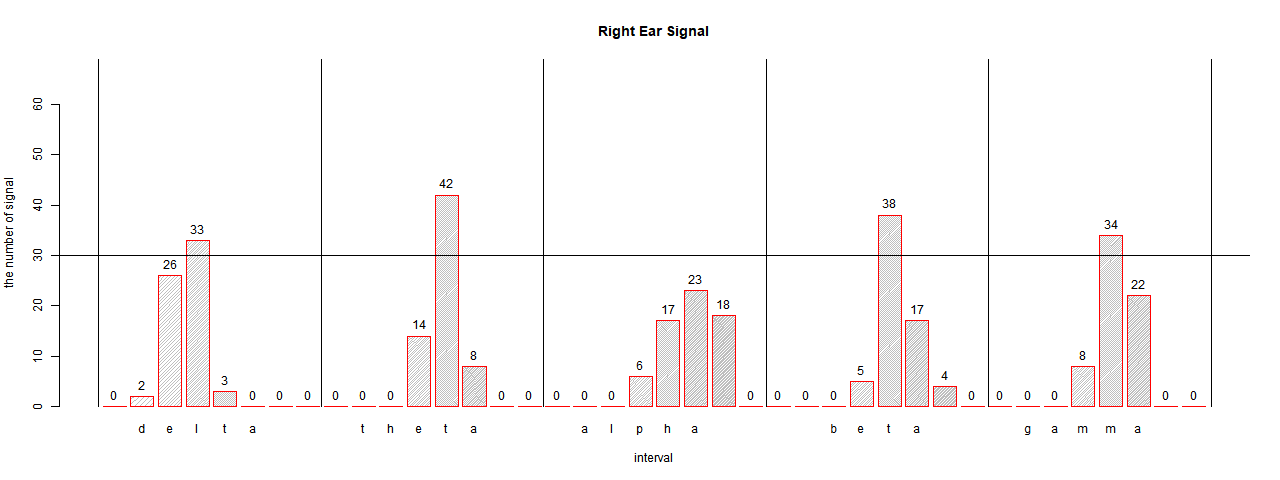 Right Ear Signal
the number of signal
60
50
40
30
20
10
0
0 2 26 33 3 0 0 0
0 0 0 14 42 8 0 0
0 0 0 6 17 23 18 0
0 0 0 5 38 17 4 0
0 0 0 8 34 22 0 0
d e l t a t h e t a a l p h a b e t a g a m m a
interval